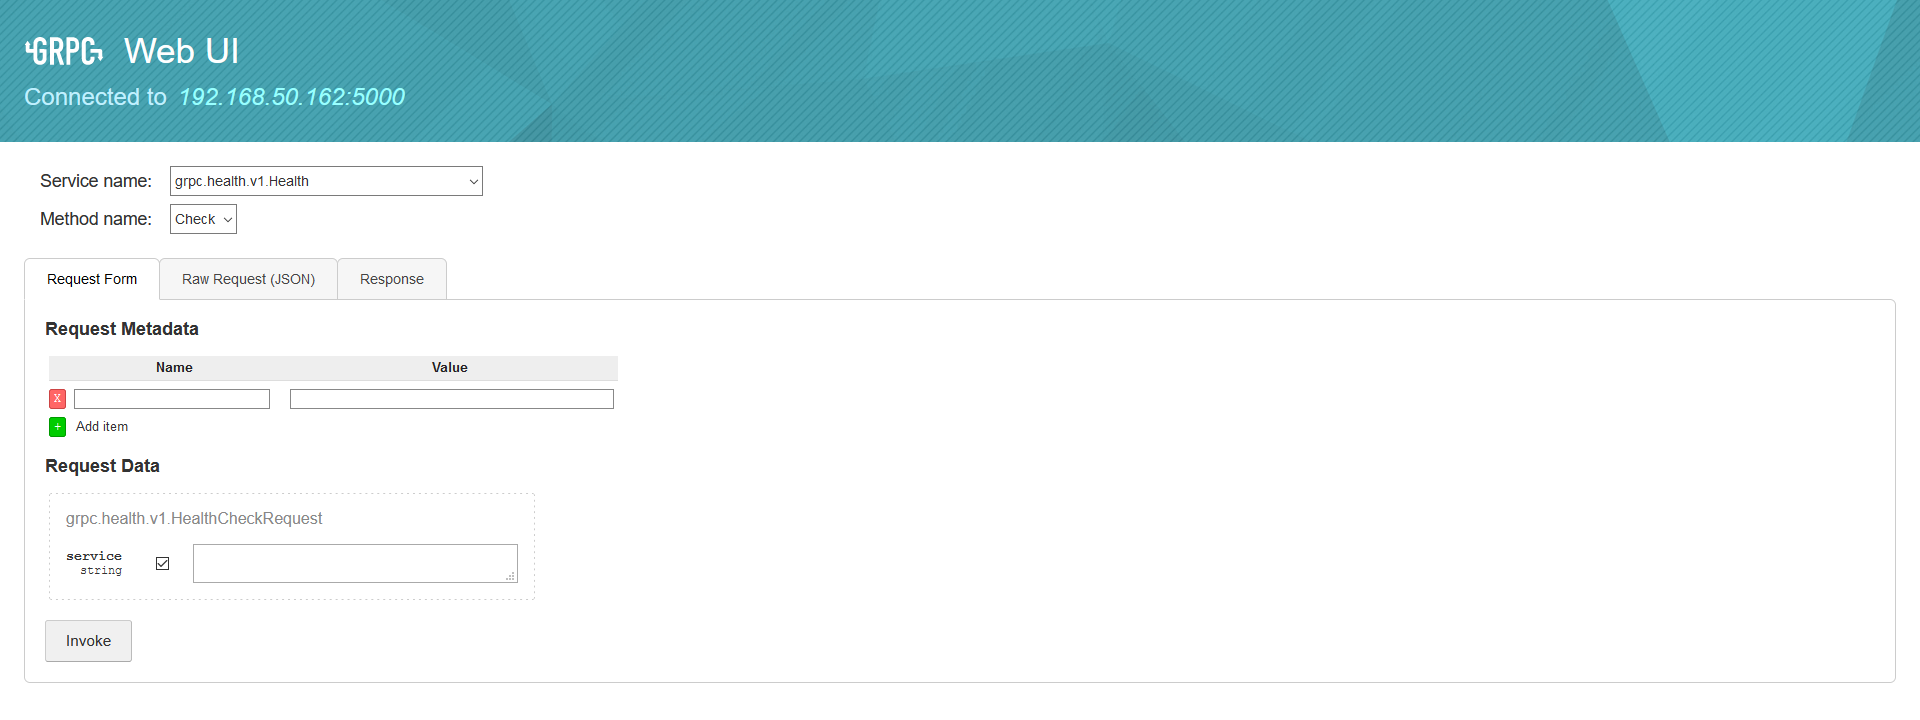 GRPC Web UI
Connected to 192.168.50.162:5000
Service name: grpc.health.v1.Health
Method name: Check
Request Form Raw Request (JSON) Response
Request Metadata
Name Value
X
+ Add item
Request Data
grpc.health.v1.HealthCheckRequest
service
string
Invoke